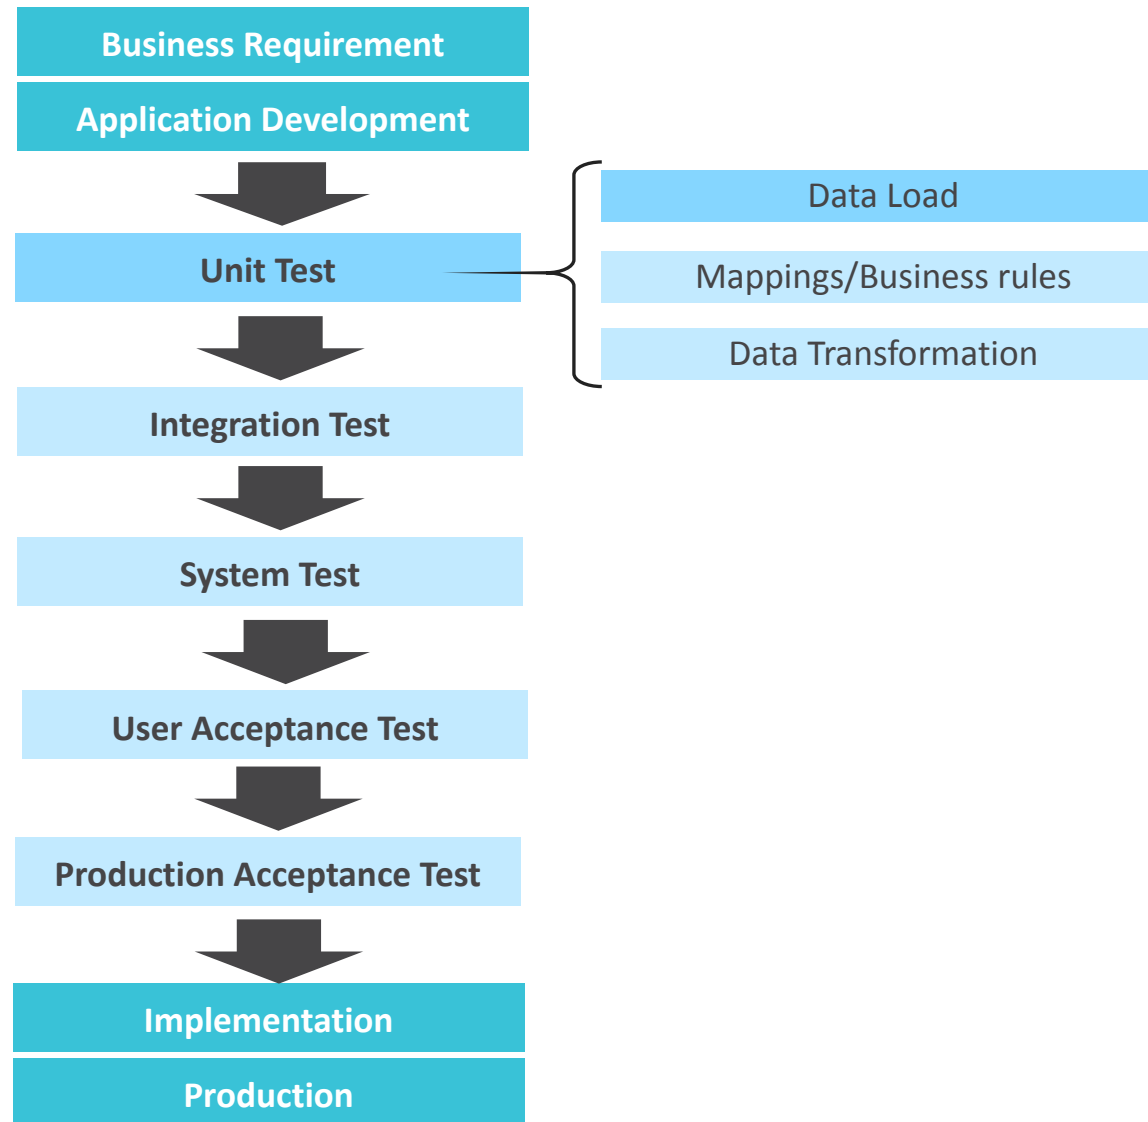 Business Requirement
Application Development
Unit Test
Data Load
Mappings/Business rules
Data Transformation
Integration Test
System Test
User Acceptance Test
Production Acceptance Test
Implementation
Production